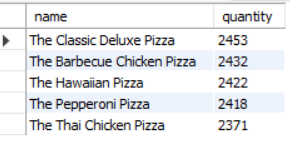 name quantity
The Classic Deluxe Pizza 2453
The Barbecue Chicken Pizza 2432
The Hawaiian Pizza 2422
The Pepperoni Pizza 2418
The Thai Chicken Pizza 2371